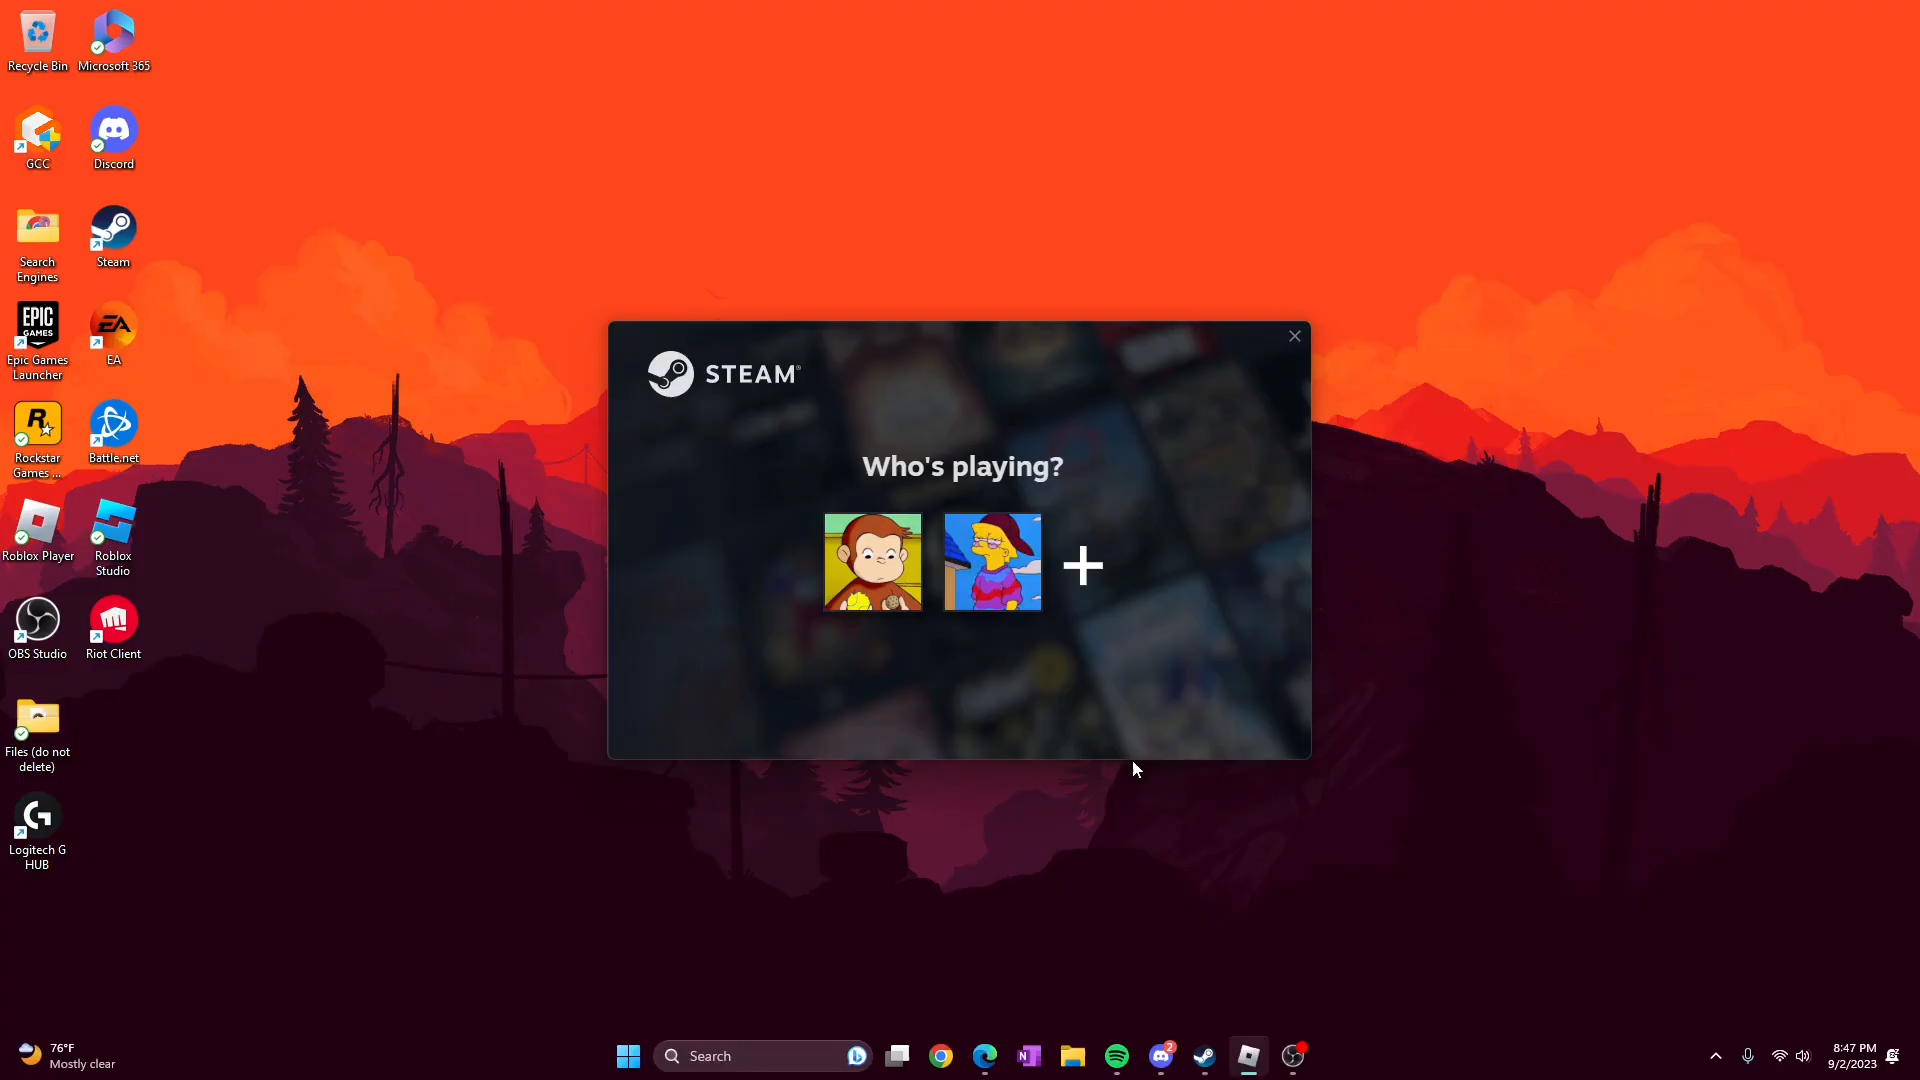 Recycle Bin
Microsoft 365
GCC
Discord
Search
Engines
Steam
EPIC
GAMES
Epic Games
Launcher
EA
EA
R
Rockstar
Games ...
Battle.net
Roblox Player
Roblox
Studio
OBS Studio
Riot Client
Files (do not
delete)
Logitech G
HUB
STEAM®
Who's playing?
76°F
Mostly clear
Search
N
2
8:47 PM
9/2/2023